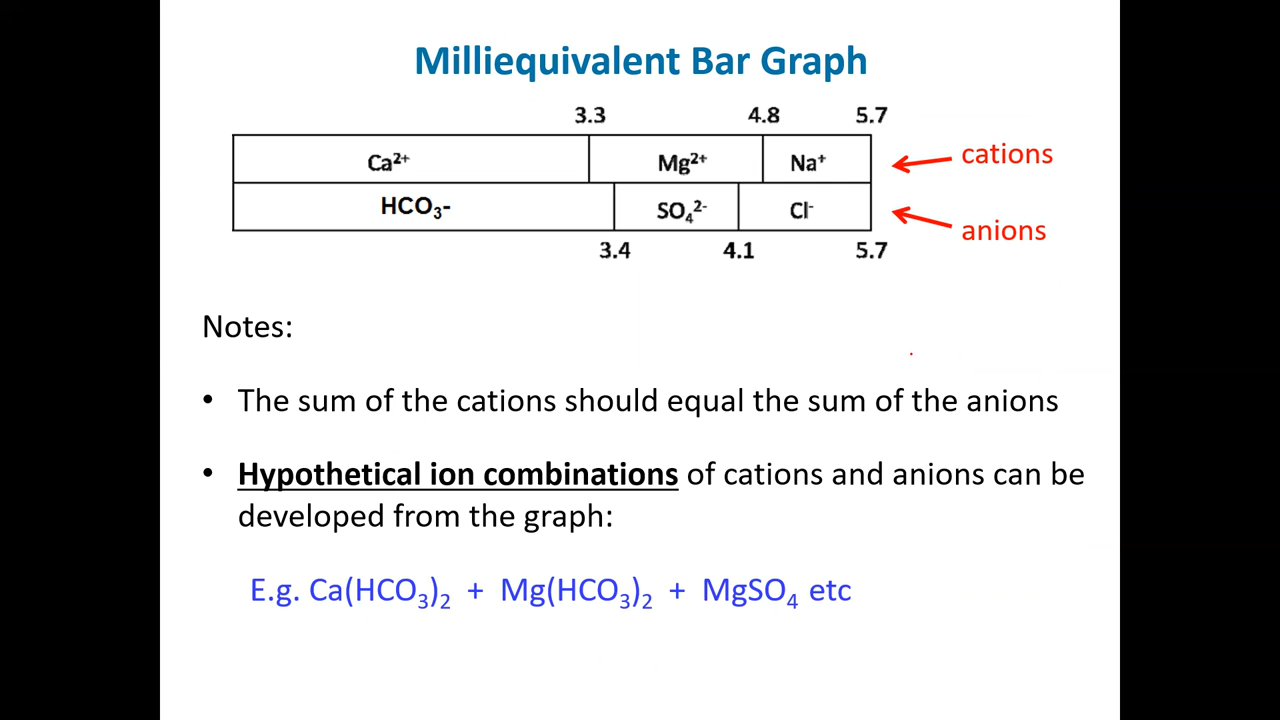 Milliequivalent Bar Graph
3.3 4.8 5.7
Ca²⁺ Mg²⁺ Na⁺ cations
HCO₃- SO₄²⁻ Cl⁻ anions
3.4 4.1 5.7
Notes:
• The sum of the cations should equal the sum of the anions
• Hypothetical ion combinations of cations and anions can be
developed from the graph:
E.g. Ca(HCO₃)₂ + Mg(HCO₃)₂ + MgSO₄ etc